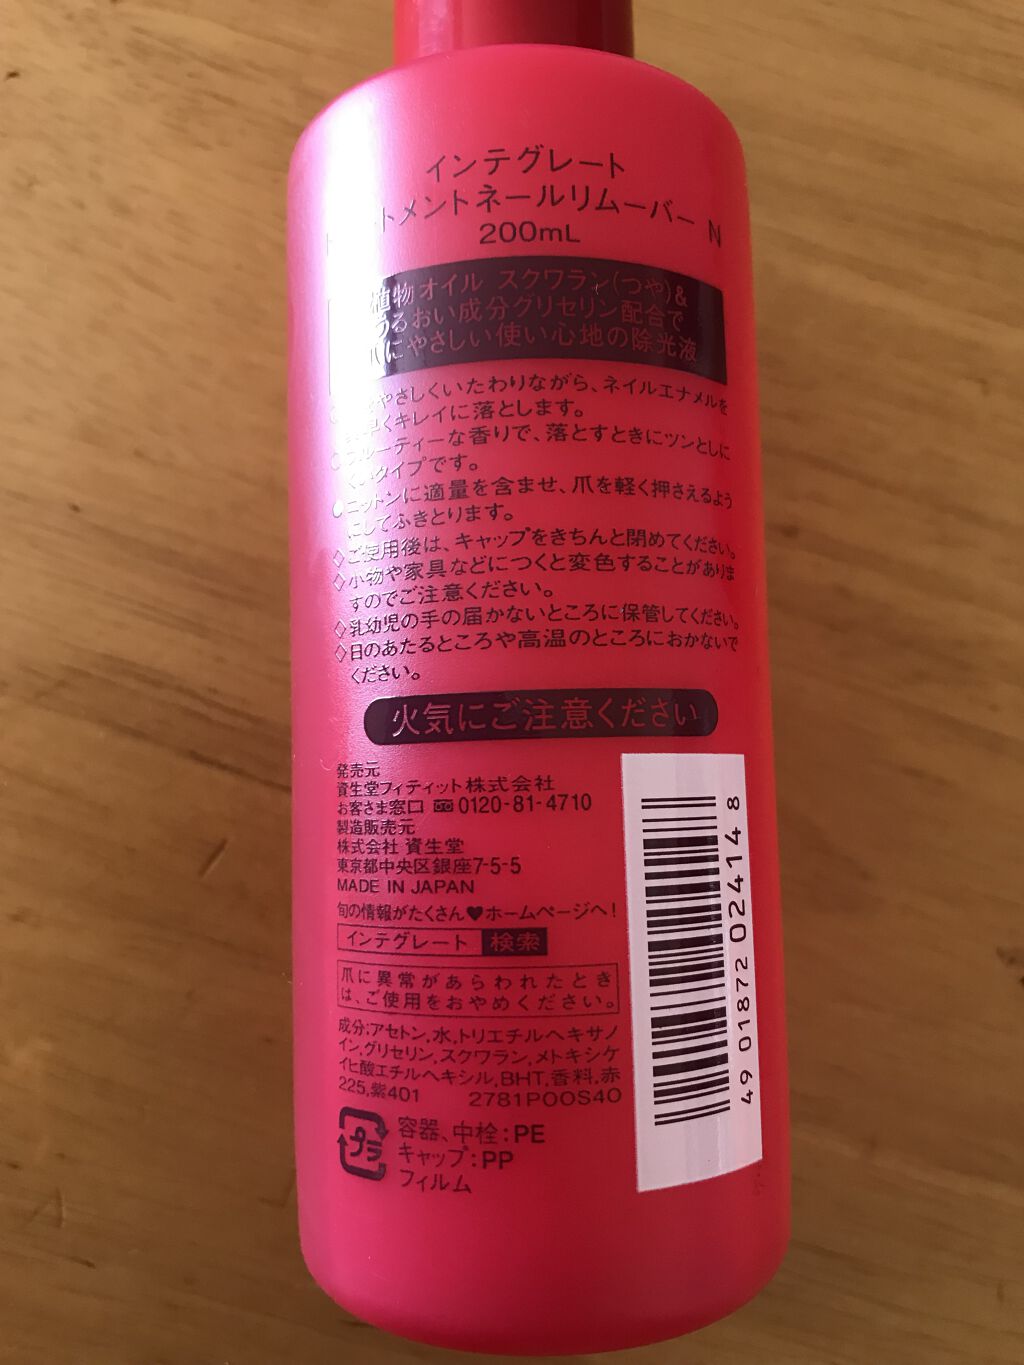 インテグレート
トメントネールリムーバー N
200mL
植物オイル スクワラン(つや)&
うるおい成分グリセリン配合で
爪にやさしい使い心地の除光液
やさしくいたわりながら、ネイルエナメルを
早くキレイに落とします。
フルーティーな香りで、落とすときにツンとしに
くいタイプです。
●コットンに適量を含ませ、爪を軽く押さえるよう
にしてふきとります。
◇ご使用後は、キャップをきちんと閉めてください。
◇小物や家具などにつくと変色することがありま
すのでご注意ください。
◇乳幼児の手の届かないところに保管してください。
◇日のあたるところや高温のところにおかないで
ください。
火気にご注意ください
発売元
資生堂フィティット株式会社
お客さま窓口 0120-81-4710
製造販売元
株式会社 資生堂
東京都中央区銀座7-5-5
MADE IN JAPAN
旬の情報がたくさん♥ホームページへ!
インテグレート 検索
爪に異常があらわれたとき
は、ご使用をおやめください。
成分:アセトン,水,トリエチルヘキサノ
イン,グリセリン,スクワラン,メトキシケ
イヒ酸エチルヘキシル,BHT,香料,赤
225,紫401 2781POOS40
プラ
容器、中栓:PE
キャップ:PP
フィルム
49 01872 02414 8